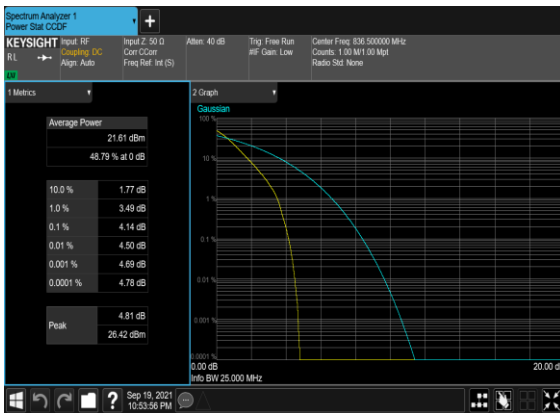 Spectrum Analyzer 1
Power Stat CCDF
KEYSIGHT
RL
Input: RF
Coupling: DC
Align: Auto
Input Z: 50 Ω
Corr CCorr
Freq Ref: Int (S)
Atten: 40 dB
Trig: Free Run
#IF Gain: Low
Center Freq: 836.500000 MHz
Counts: 1.00 M/1.00 Mpt
Radio Std: None
LV
1 Metrics
Average Power
21.61 dBm
48.79 % at 0 dB
10.0 % 1.77 dB
1.0 % 3.49 dB
0.1 % 4.14 dB
0.01 % 4.50 dB
0.001 % 4.69 dB
0.0001 % 4.78 dB
Peak
4.81 dB
26.42 dBm
2 Graph
Gaussian
100 %
10 %
1 %
0.1 %
0.01 %
0.001 %
0.0001 %
0.00 dB
20.00 d
Info BW 25.000 MHz
?
Sep 19, 2021
10:53:56 PM